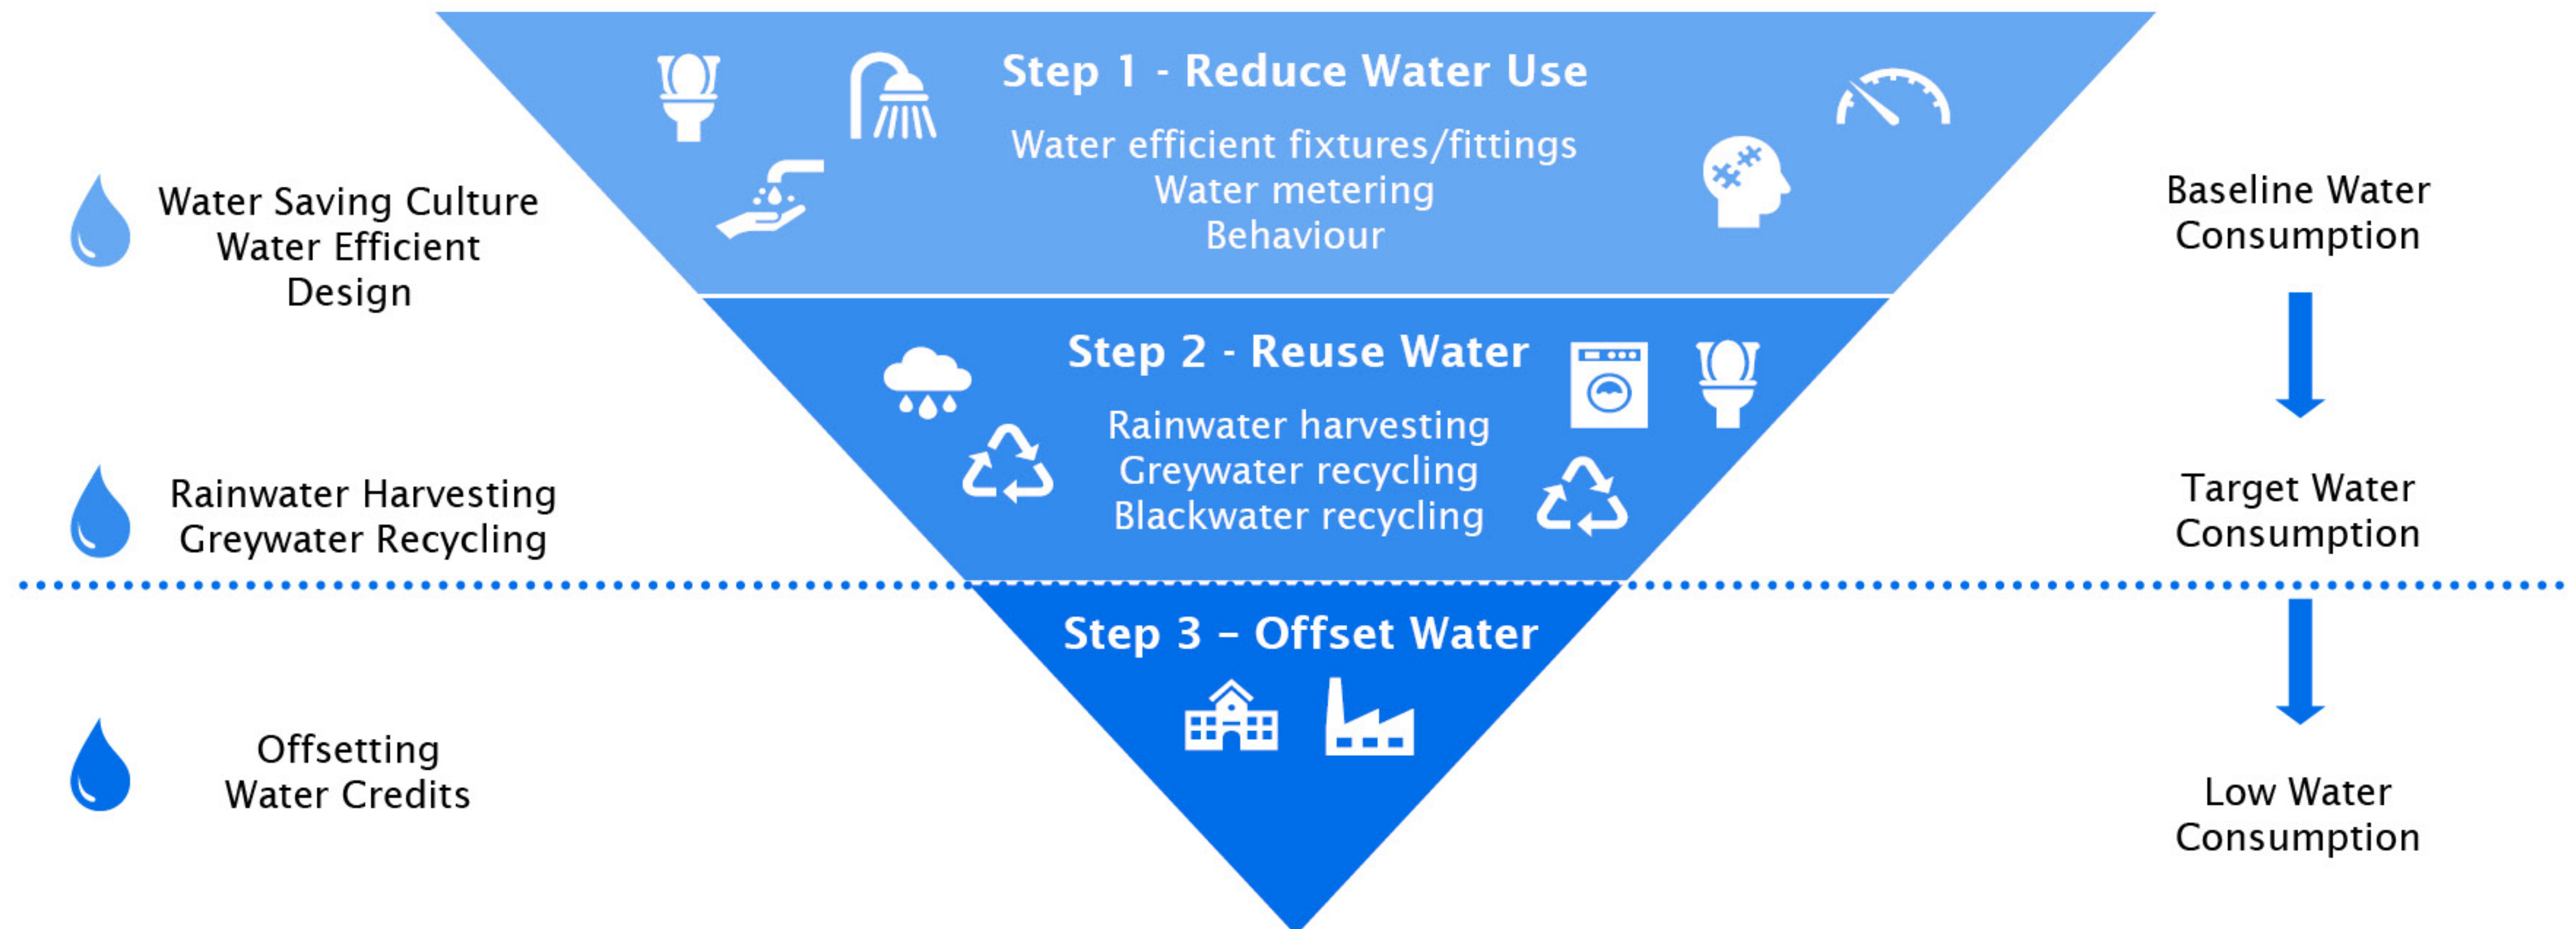 Step 1 - Reduce Water Use
Water efficient fixtures/fittings
Water metering
Behaviour
Water Saving Culture
Water Efficient
Design
Baseline Water
Consumption
Step 2 - Reuse Water
Rainwater harvesting
Greywater recycling
Blackwater recycling
Rainwater Harvesting
Greywater Recycling
Target Water
Consumption
Step 3 – Offset Water
Offsetting
Water Credits
Low Water
Consumption